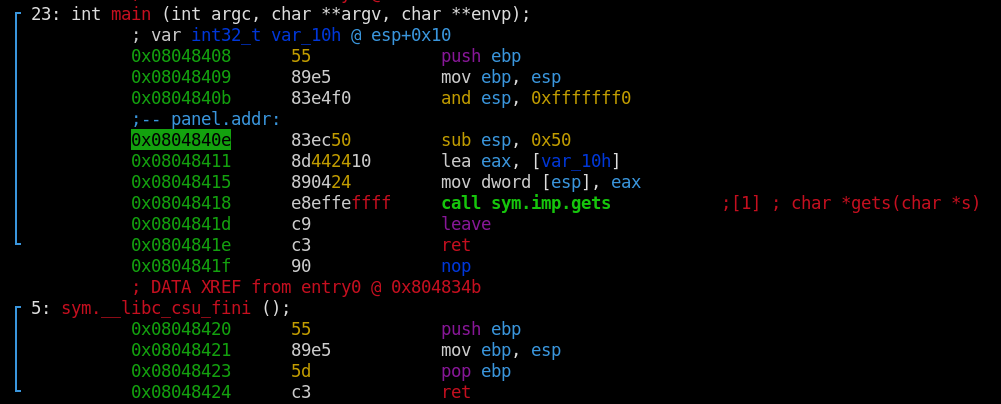 23: int main (int argc, char **argv, char **envp);
; var int32_t var_10h @ esp+0x10
0x08048408 55 push ebp
0x08048409 89e5 mov ebp, esp
0x0804840b 83e4f0 and esp, 0xfffffff0
;-- panel.addr:
0x0804840e 83ec50 sub esp, 0x50
0x08048411 8d442410 lea eax, [var_10h]
0x08048415 890424 mov dword [esp], eax
0x08048418 e8effeffff call sym.imp.gets ;[1] ; char *gets(char *s)
0x0804841d c9 leave
0x0804841e c3 ret
0x0804841f 90 nop
; DATA XREF from entry0 @ 0x804834b
5: sym.__libc_csu_fini ();
0x08048420 55 push ebp
0x08048421 89e5 mov ebp, esp
0x08048423 5d pop ebp
0x08048424 c3 ret